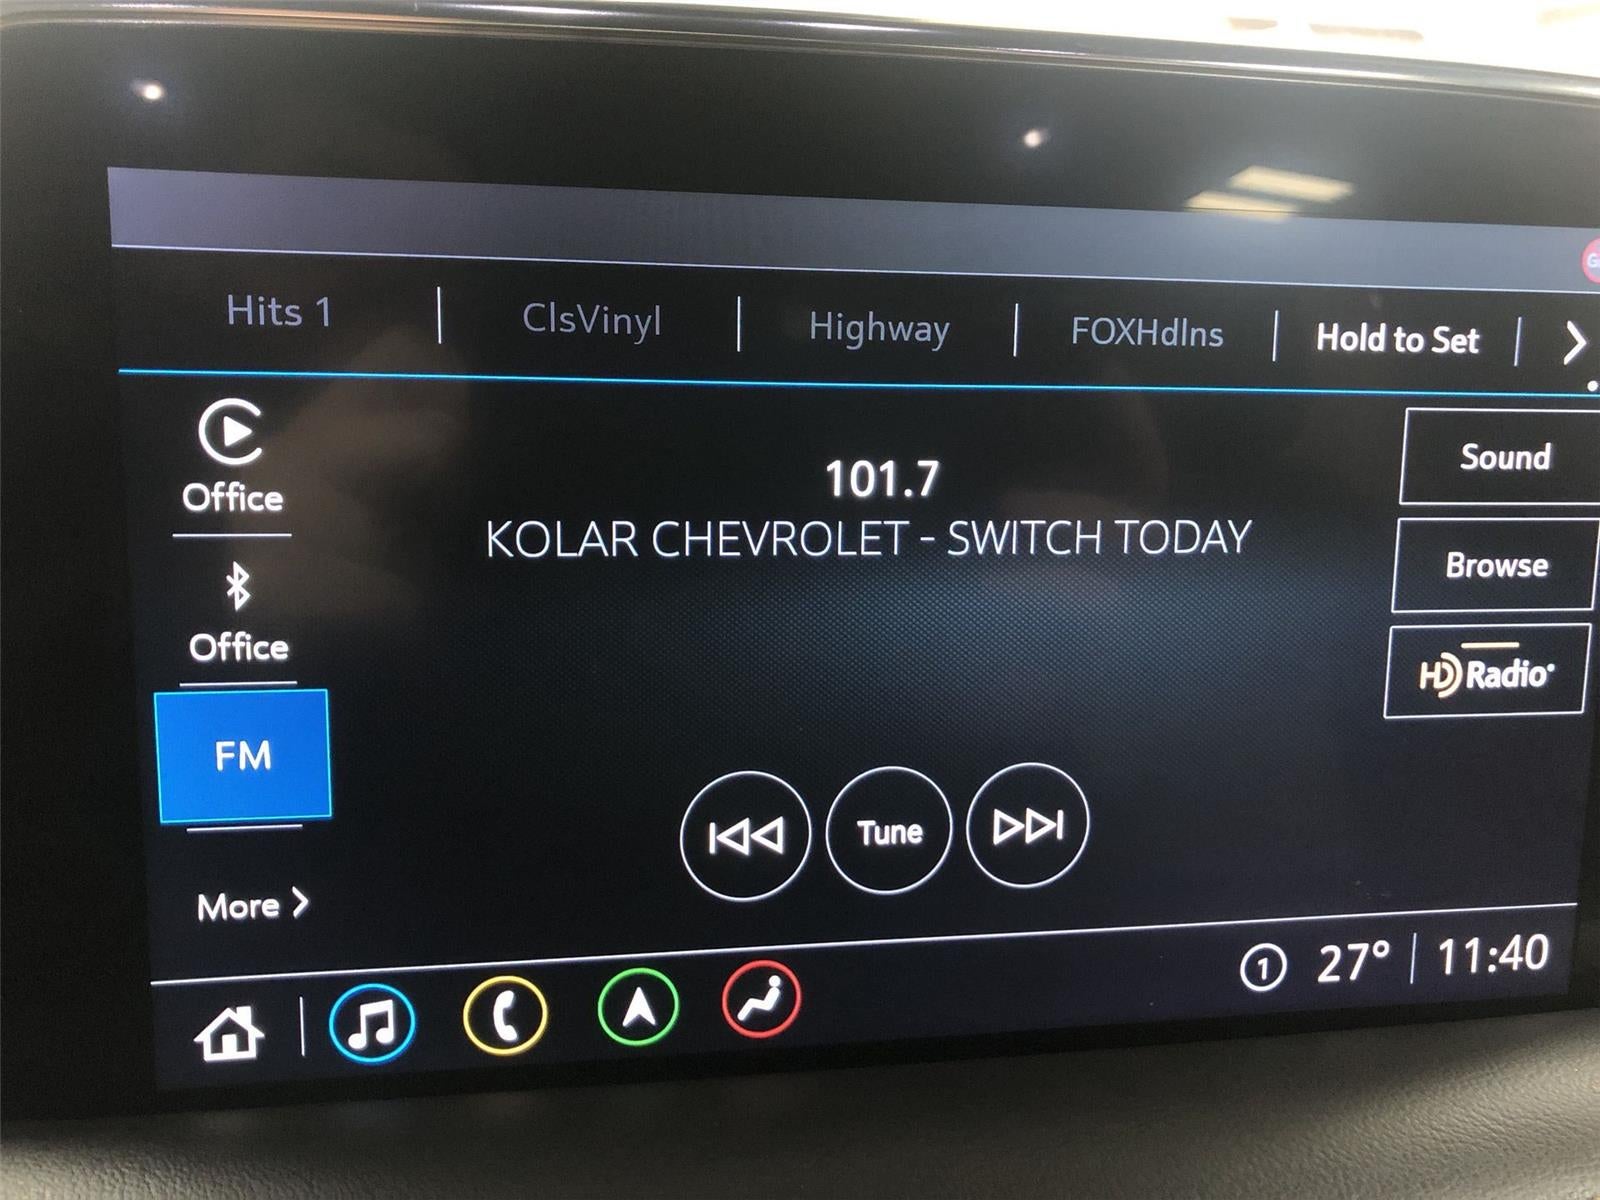 Hits 1
ClsVinyl
Highway
FOXHdlns
Hold to Set
Office
101.7
KOLAR CHEVROLET - SWITCH TODAY
Sound
Office
Browse
HD Radio
FM
Tune
More
1 27° 11:40